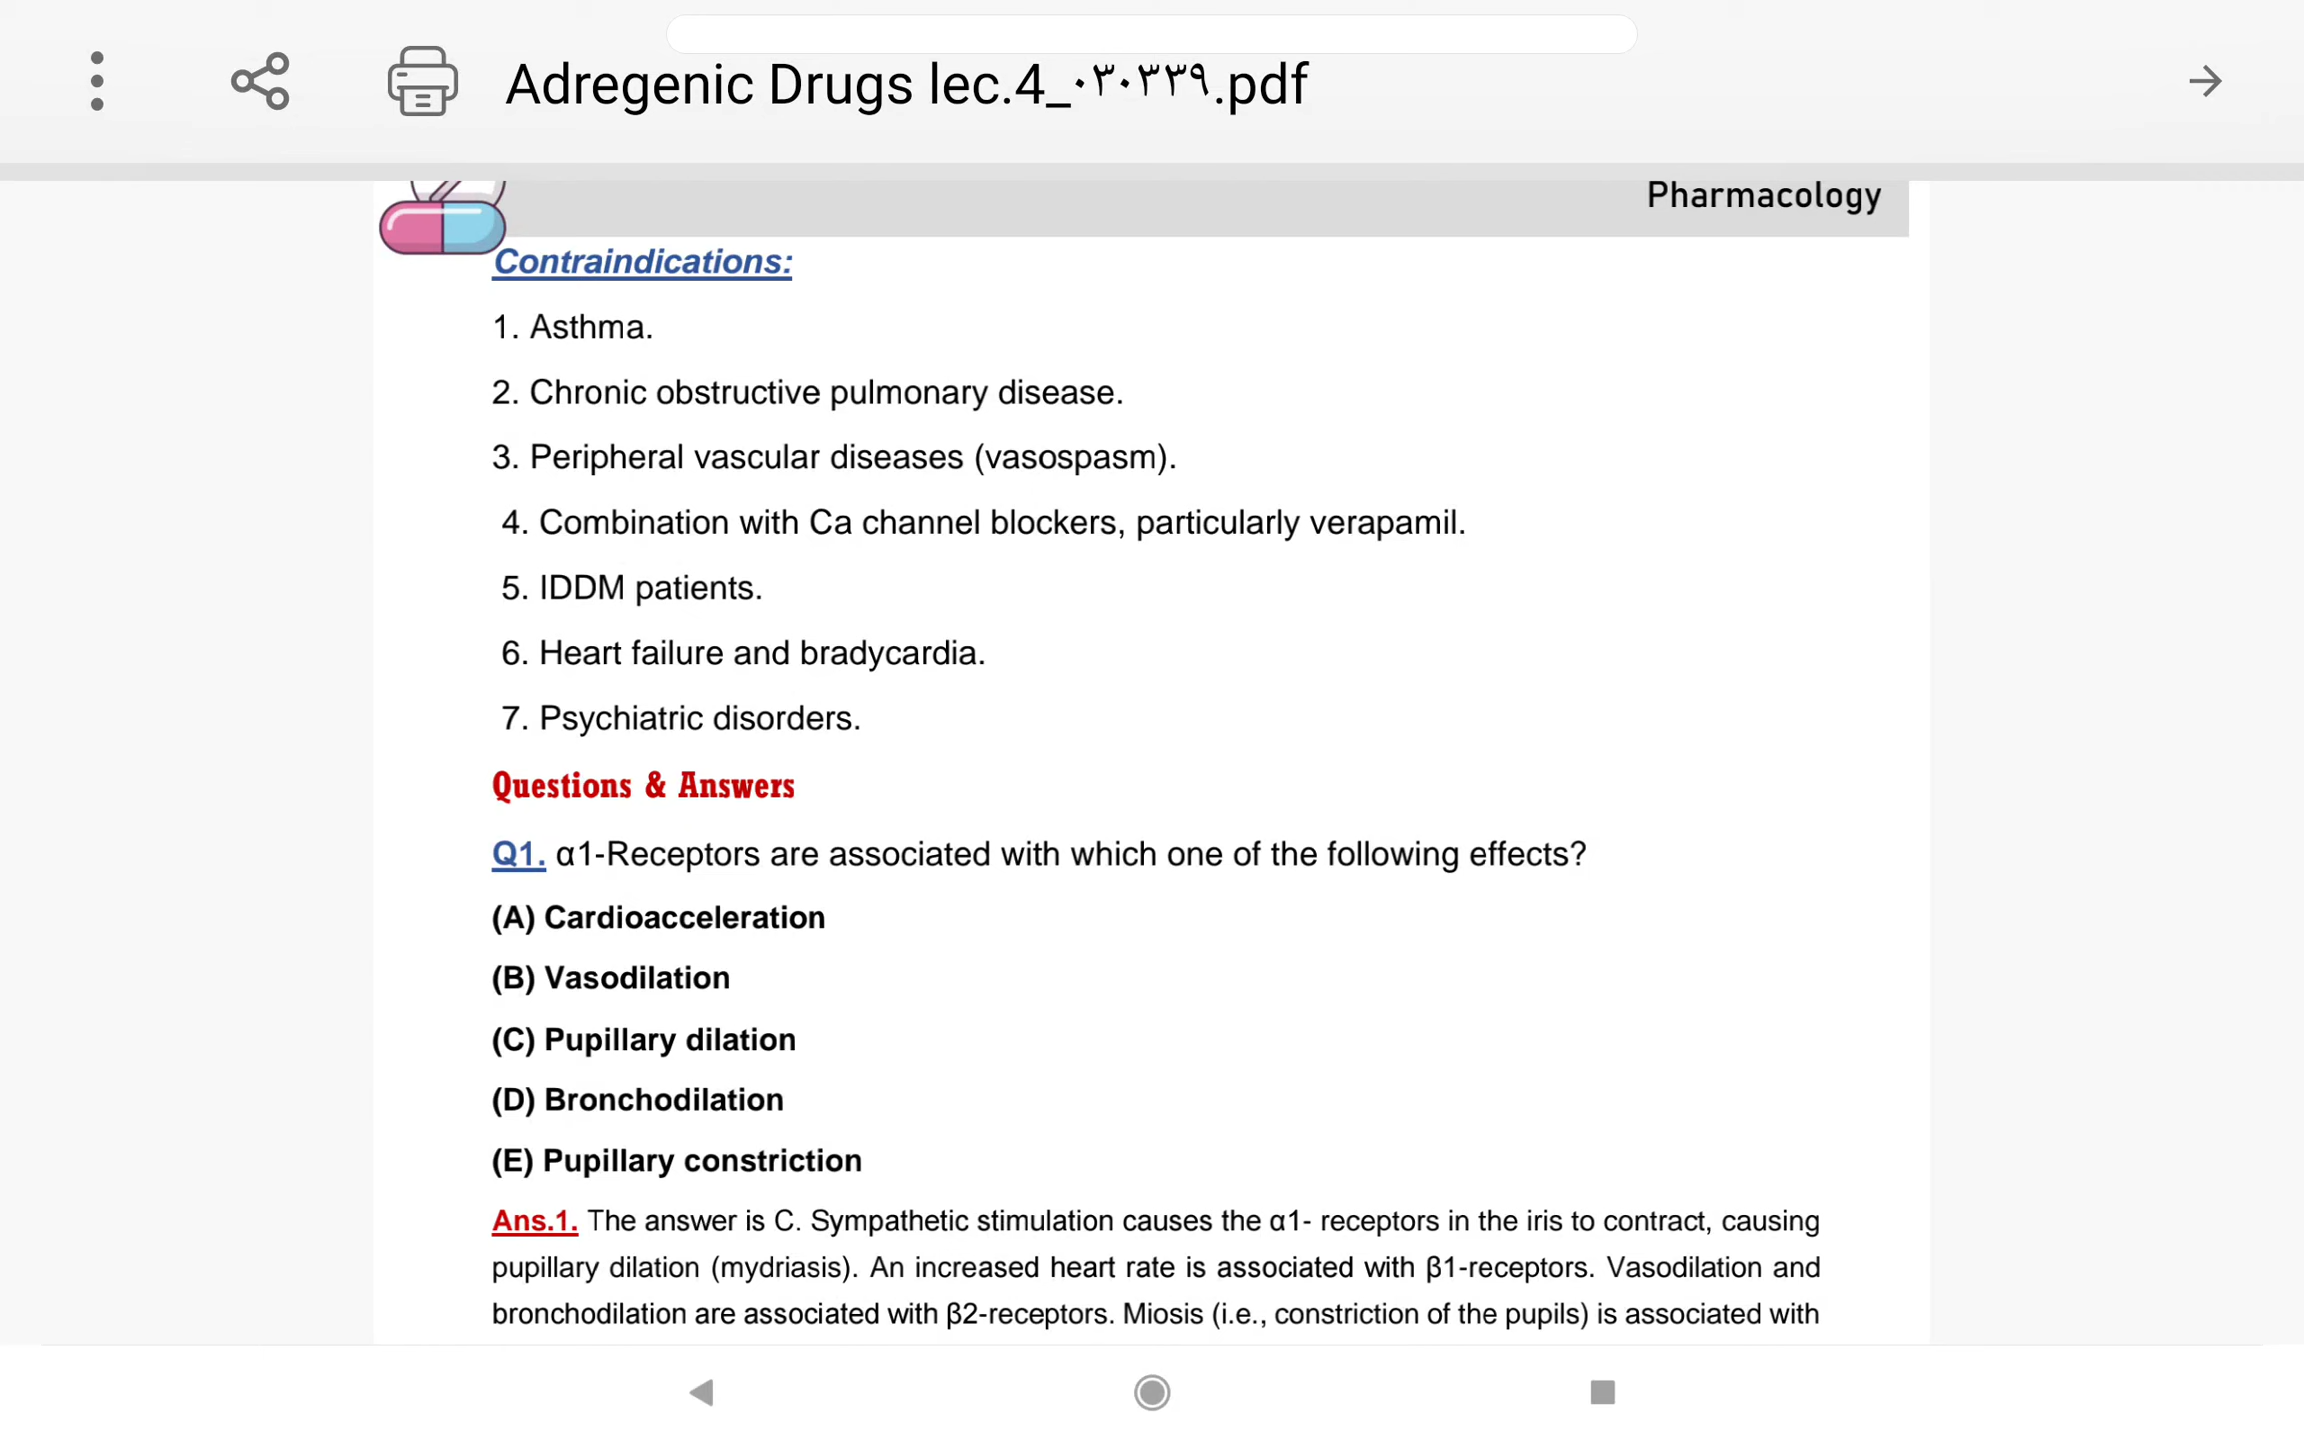 Adregenic Drugs lec.4_٠٣٠٣٣٩.pdf
Pharmacology
Contraindications:
1. Asthma.
2. Chronic obstructive pulmonary disease.
3. Peripheral vascular diseases (vasospasm).
4. Combination with Ca channel blockers, particularly verapamil.
5. IDDM patients.
6. Heart failure and bradycardia.
7. Psychiatric disorders.
Questions & Answers
Q1. α1-Receptors are associated with which one of the following effects?
(A) Cardioacceleration
(B) Vasodilation
(C) Pupillary dilation
(D) Bronchodilation
(E) Pupillary constriction
Ans.1. The answer is C. Sympathetic stimulation causes the α1- receptors in the iris to contract, causing
pupillary dilation (mydriasis). An increased heart rate is associated with β1-receptors. Vasodilation and
bronchodilation are associated with β2-receptors. Miosis (i.e., constriction of the pupils) is associated with